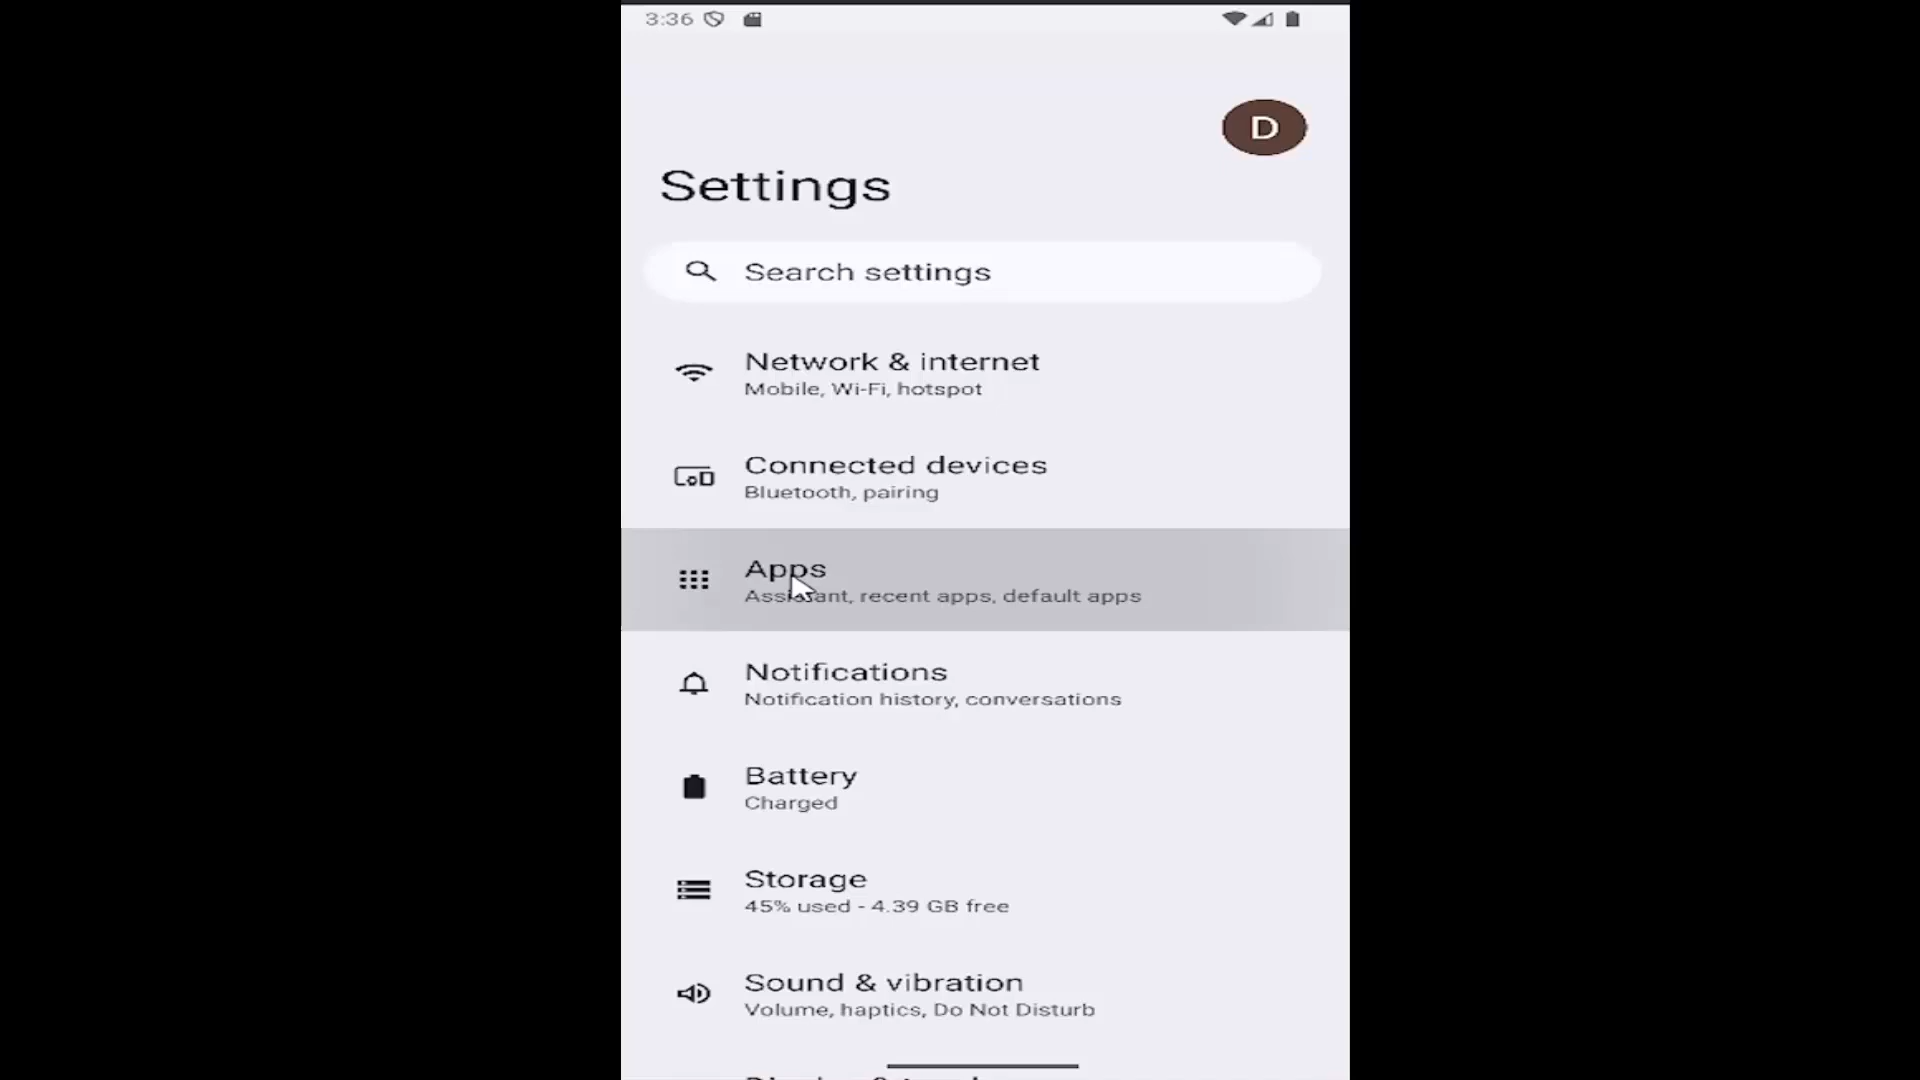 3:36
D
Settings
Search settings
Network & internet
Mobile, Wi-Fi, hotspot
Connected devices
Bluetooth, pairing
Apps
Assistant, recent apps, default apps
Notifications
Notification history, conversations
Battery
Charged
Storage
45% used - 4.39 GB free
Sound & vibration
Volume, haptics, Do Not Disturb